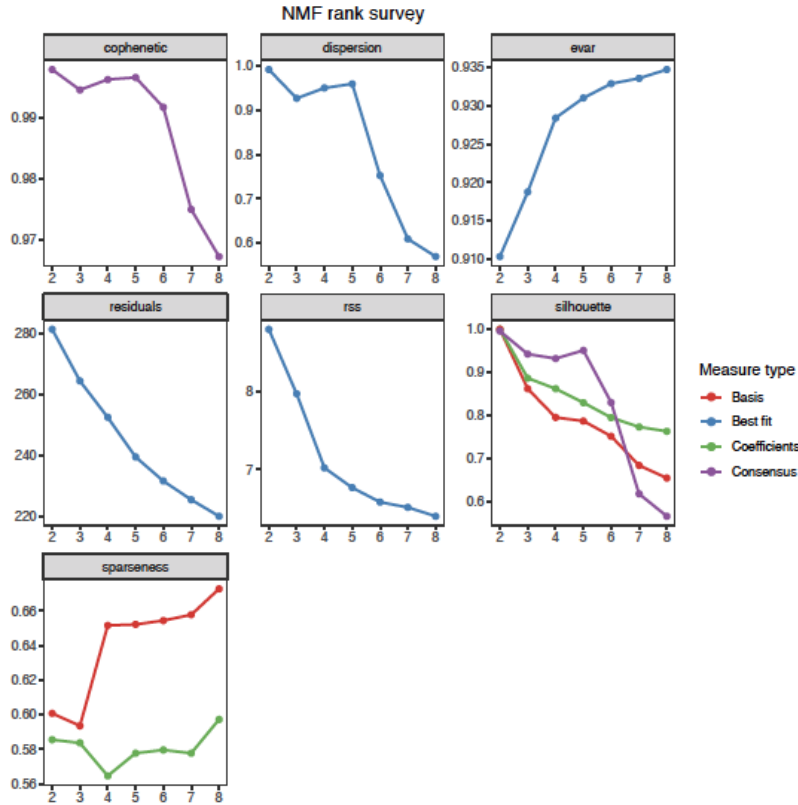 NMF rank survey
cophenetic
dispersion
evar
0.99
0.98
0.97
2 3 4 5 6 7 8
1.0
0.9
0.8
0.7
0.6
2 3 4 5 6 7 8
0.935
0.930
0.925
0.920
0.915
0.910
2 3 4 5 6 7 8
residuals
rss
silhouette
280
260
240
220
2 3 4 5 6 7 8
8
7
2 3 4 5 6 7 8
1.0
0.9
0.8
0.7
0.6
2 3 4 5 6 7 8
Measure type
Basis
Best fit
Coefficients
Consensus
sparseness
0.66
0.64
0.62
0.60
0.58
0.56
2 3 4 5 6 7 8